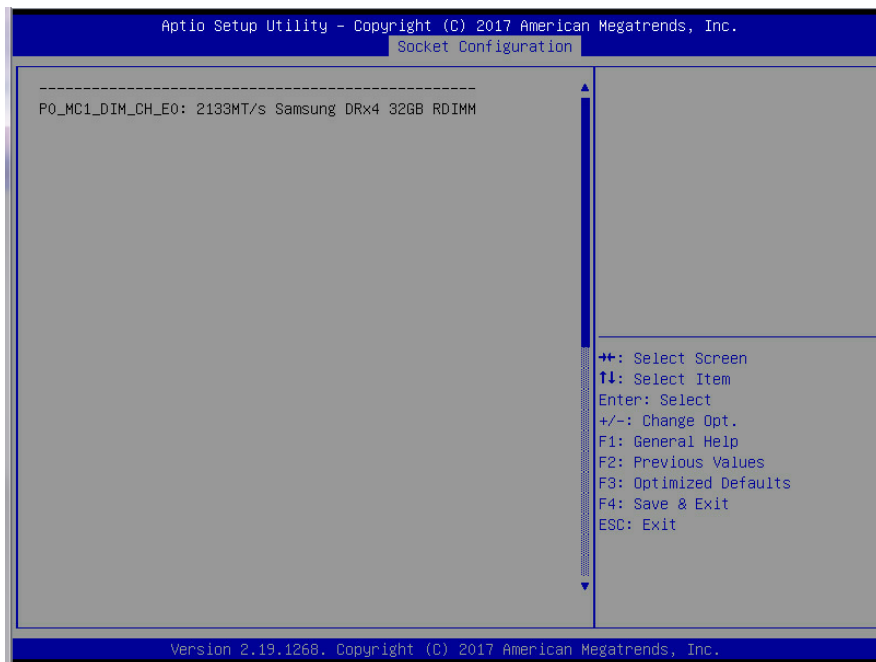 Aptio Setup Utility – Copyright (C) 2017 American Megatrends, Inc.
Socket Configuration
--------------------------------------------------
P0_MC1_DIM_CH_E0: 2133MT/s Samsung DRx4 32GB RDIMM
→←: Select Screen
↑↓: Select Item
Enter: Select
+/-: Change Opt.
F1: General Help
F2: Previous Values
F3: Optimized Defaults
F4: Save & Exit
ESC: Exit
Version 2.19.1268. Copyright (C) 2017 American Megatrends, Inc.